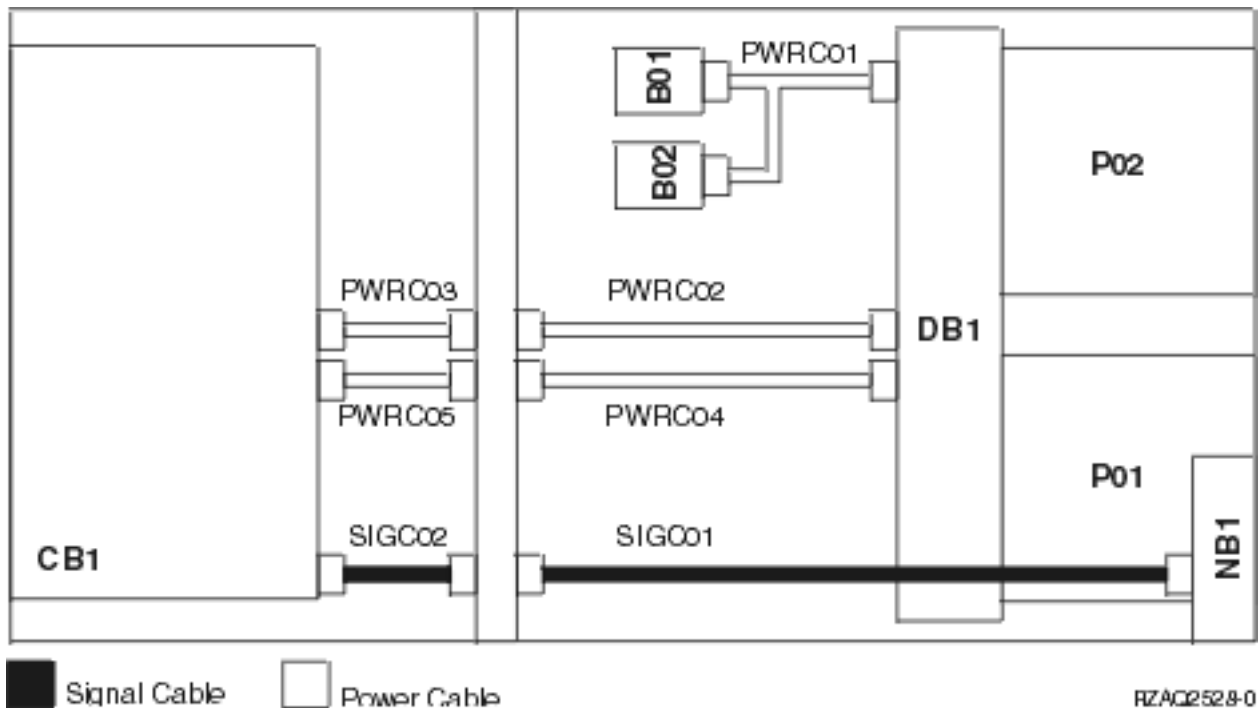 PWRC01
B01
B02
P02
PWRC03
PWRC02
DB1
PWRC05
PWRC04
P01
SIGC02
SIGC01
CB1
NB1
Signal Cable
Power Cable
RZAQ2528-0